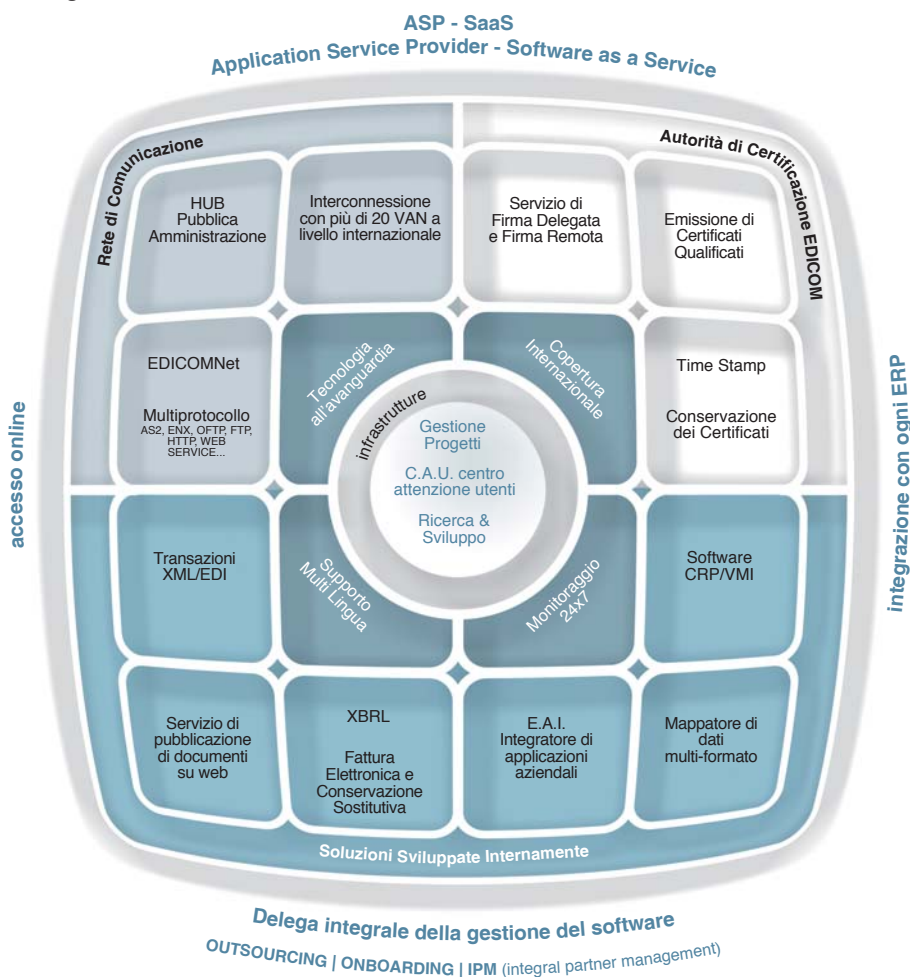 ASP - SaaS
Application Service Provider - Software as a Service
Rete di Comunicazione
Autorità di Certificazione EDICOM
HUB
Pubblica
Amministrazione
Interconnessione
con più di 20 VAN a
livello internazionale
Servizio di
Firma Delegata
e Firma Remota
Emissione di
Certificati
Qualificati
EDICOMNet
Multiprotocollo
AS2, ENX, OFTP, FTP,
HTTP, WEB
SERVICE...
Tecnologia
all'avanguardia
Copertura
Internazionale
Time Stamp
Conservazione
dei Certificati
infrastrutture
Gestione
Progetti
C.A.U. centro
attenzione utenti
Ricerca &
Sviluppo
accesso online
integrazione con ogni ERP
Transazioni
XML/EDI
Supporto
Multi Lingua
Monitoraggio
24x7
Software
CRP/VMI
Servizio di
pubblicazione
di documenti
su web
XBRL
Fattura
Elettronica e
Conservazione
Sostitutiva
E.A.I.
Integratore di
applicazioni
aziendali
Mappatore di
dati
multi-formato
Soluzioni Sviluppate Internamente
Delega integrale della gestione del software
OUTSOURCING | ONBOARDING | IPM (integral partner management)